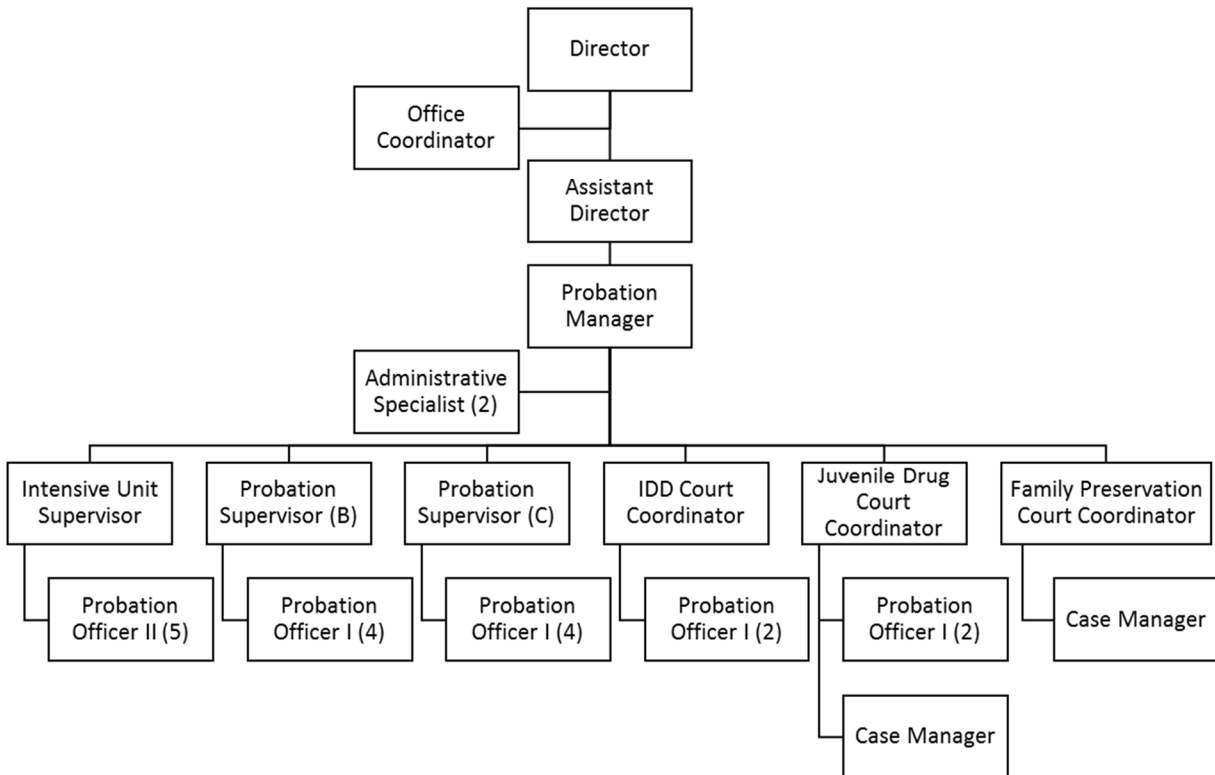 Director
Office
Coordinator
Assistant
Director
Probation
Manager
Administrative
Specialist (2)
Intensive Unit
Supervisor
Probation
Supervisor (B)
Probation
Supervisor (C)
IDD Court
Coordinator
Juvenile Drug
Court
Coordinator
Family Preservation
Court Coordinator
Probation
Officer II (5)
Probation
Officer I (4)
Probation
Officer I (4)
Probation
Officer I (2)
Probation
Officer I (2)
Case Manager
Case Manager